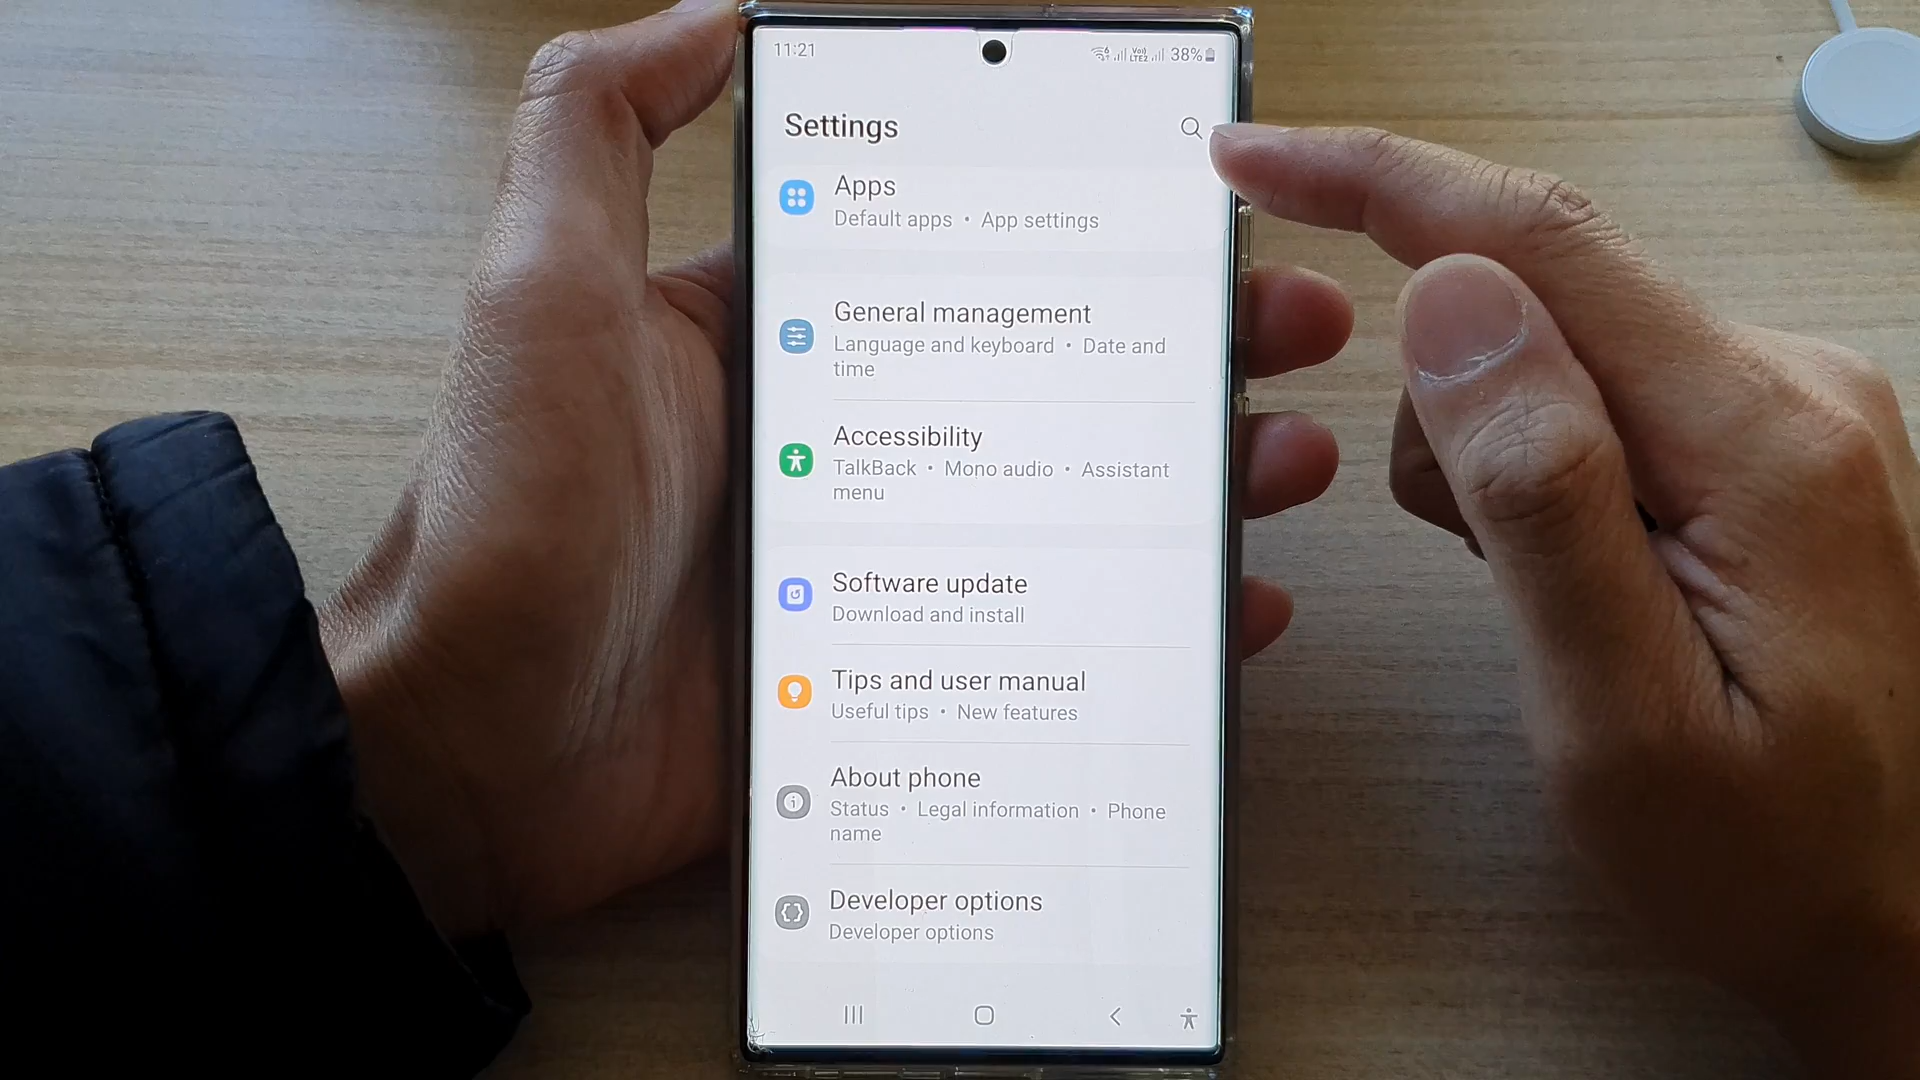 11:21
Vo) LTE2 38%
Settings
Apps
Default apps • App settings
General management
Language and keyboard • Date and
time
Accessibility
TalkBack • Mono audio • Assistant
menu
Software update
Download and install
Tips and user manual
Useful tips • New features
About phone
Status • Legal information • Phone
name
Developer options
Developer options